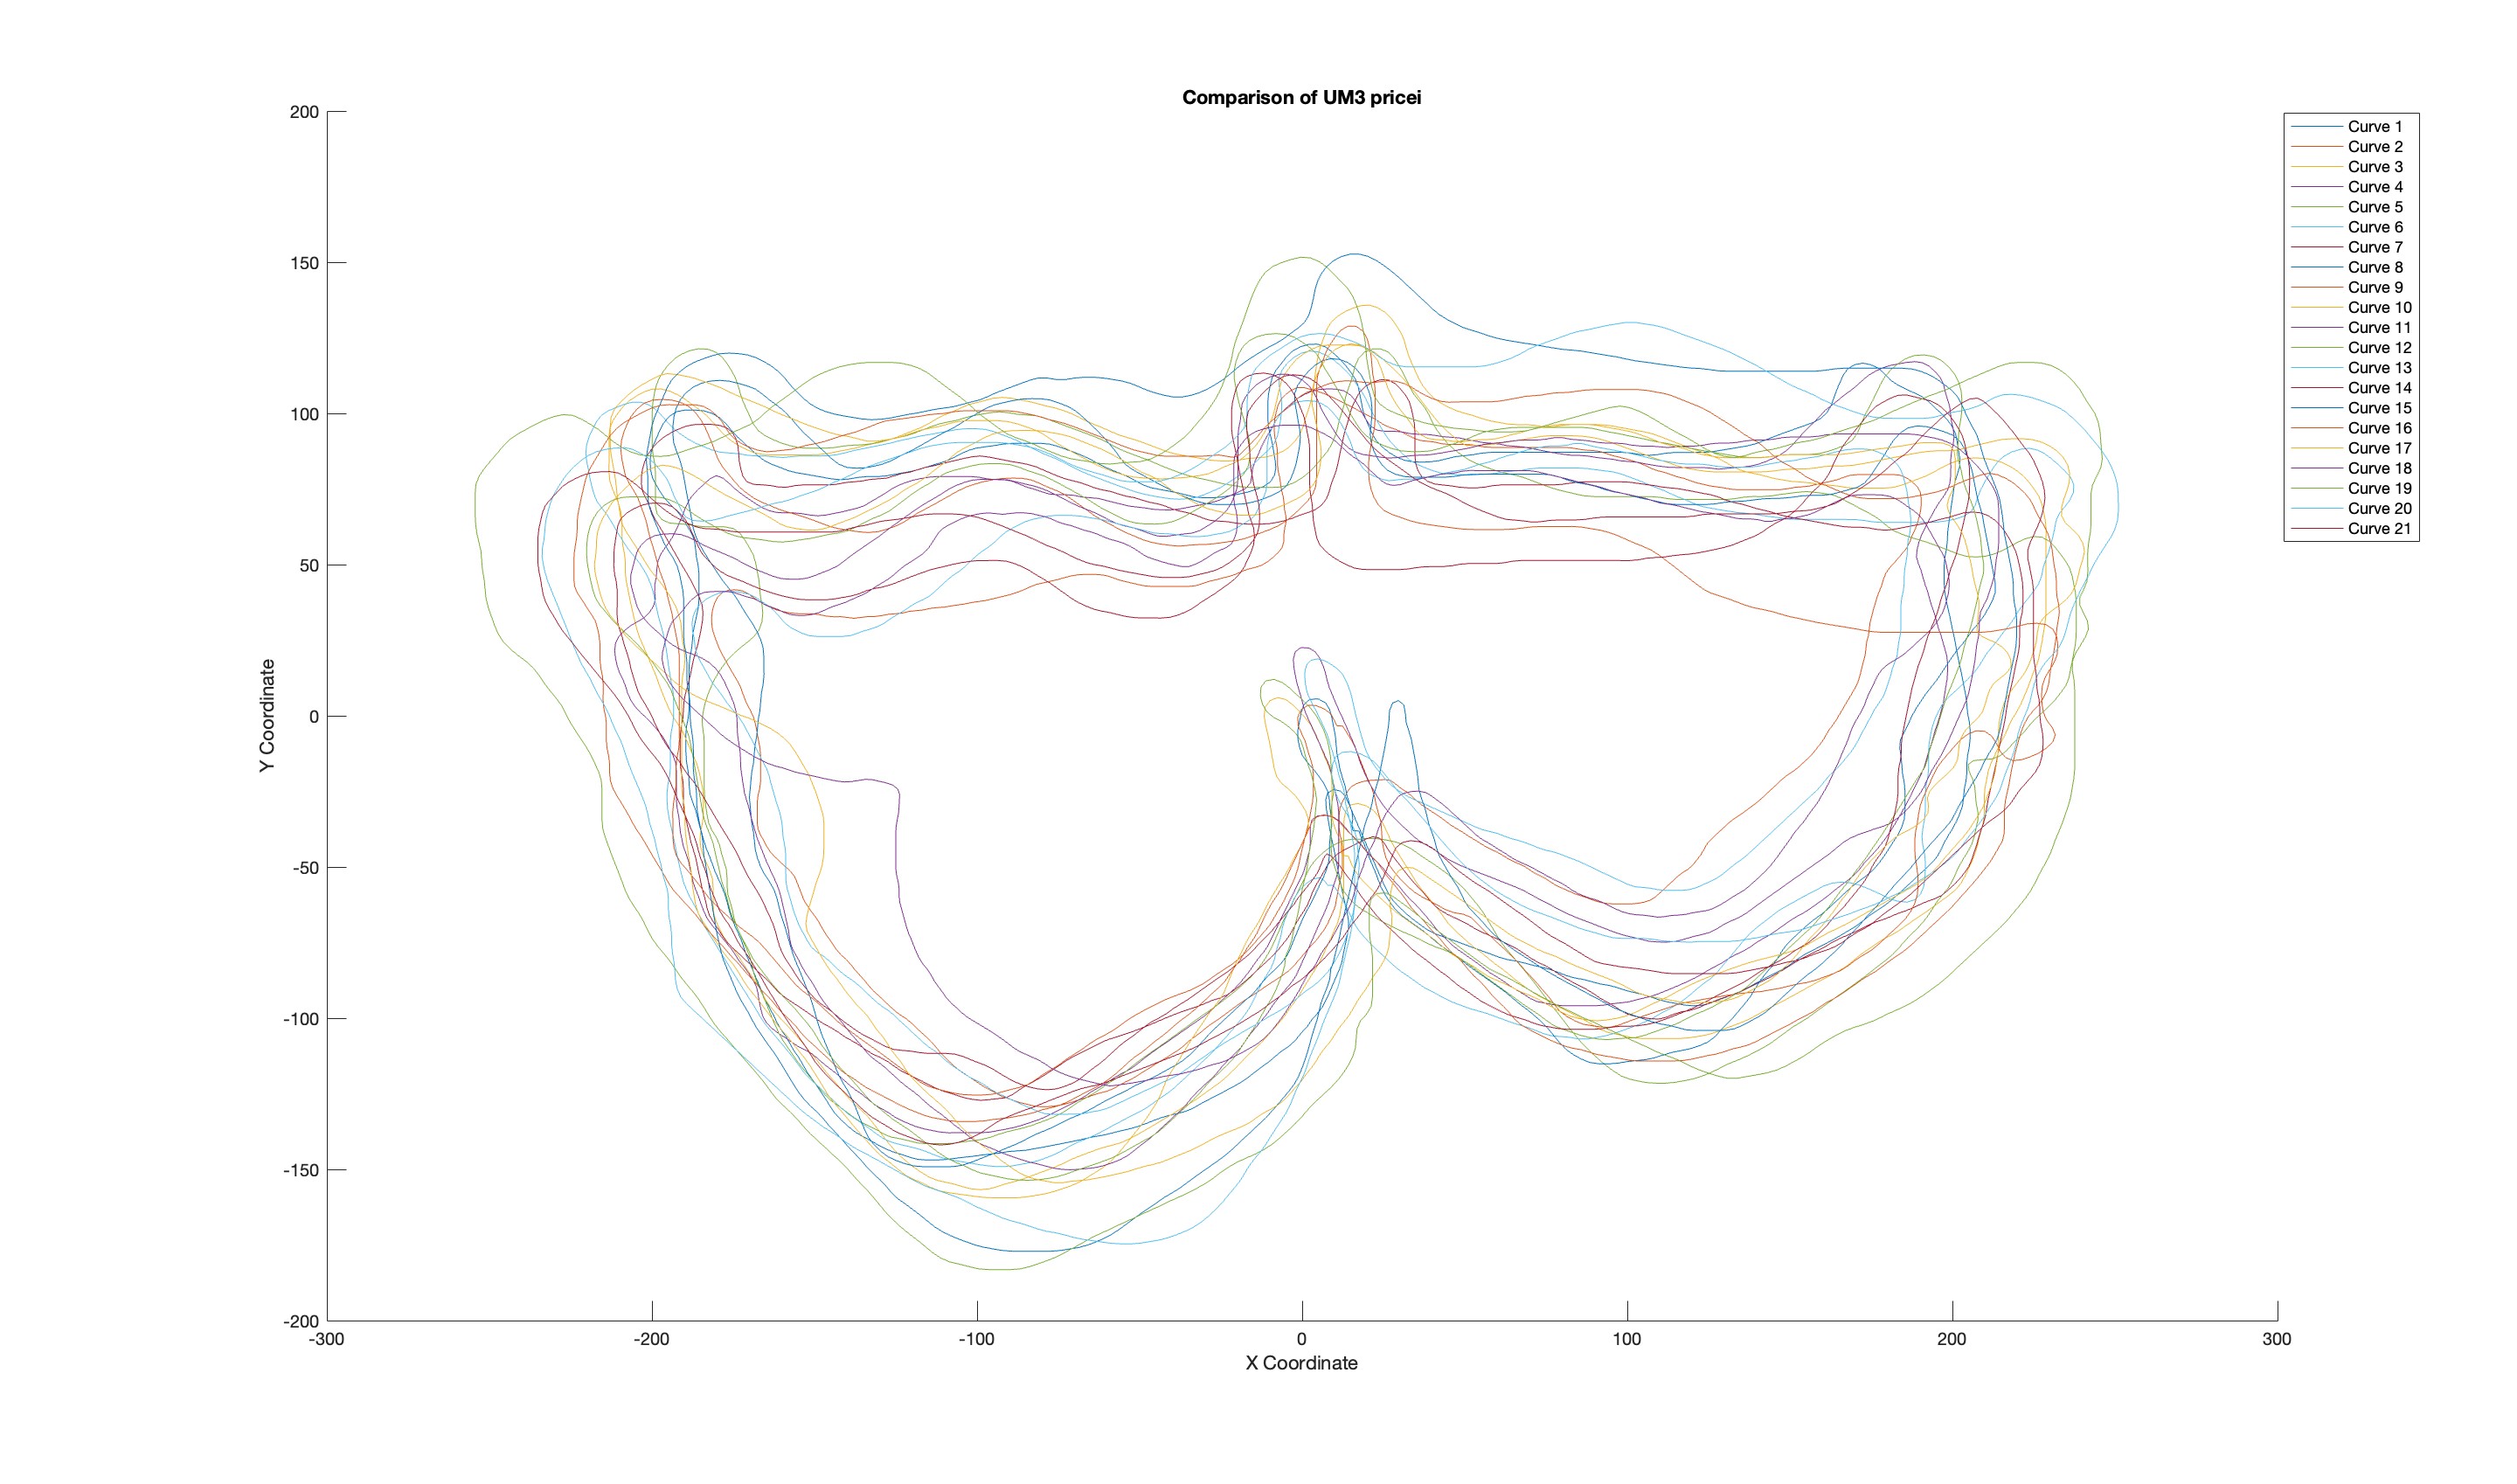 Comparison of UM3 pricei
200
150
100
50
0
-50
-100
-150
-200
Y Coordinate
-300
-200
-100
0
100
200
300
X Coordinate
Curve 1
Curve 2
Curve 3
Curve 4
Curve 5
Curve 6
Curve 7
Curve 8
Curve 9
Curve 10
Curve 11
Curve 12
Curve 13
Curve 14
Curve 15
Curve 16
Curve 17
Curve 18
Curve 19
Curve 20
Curve 21